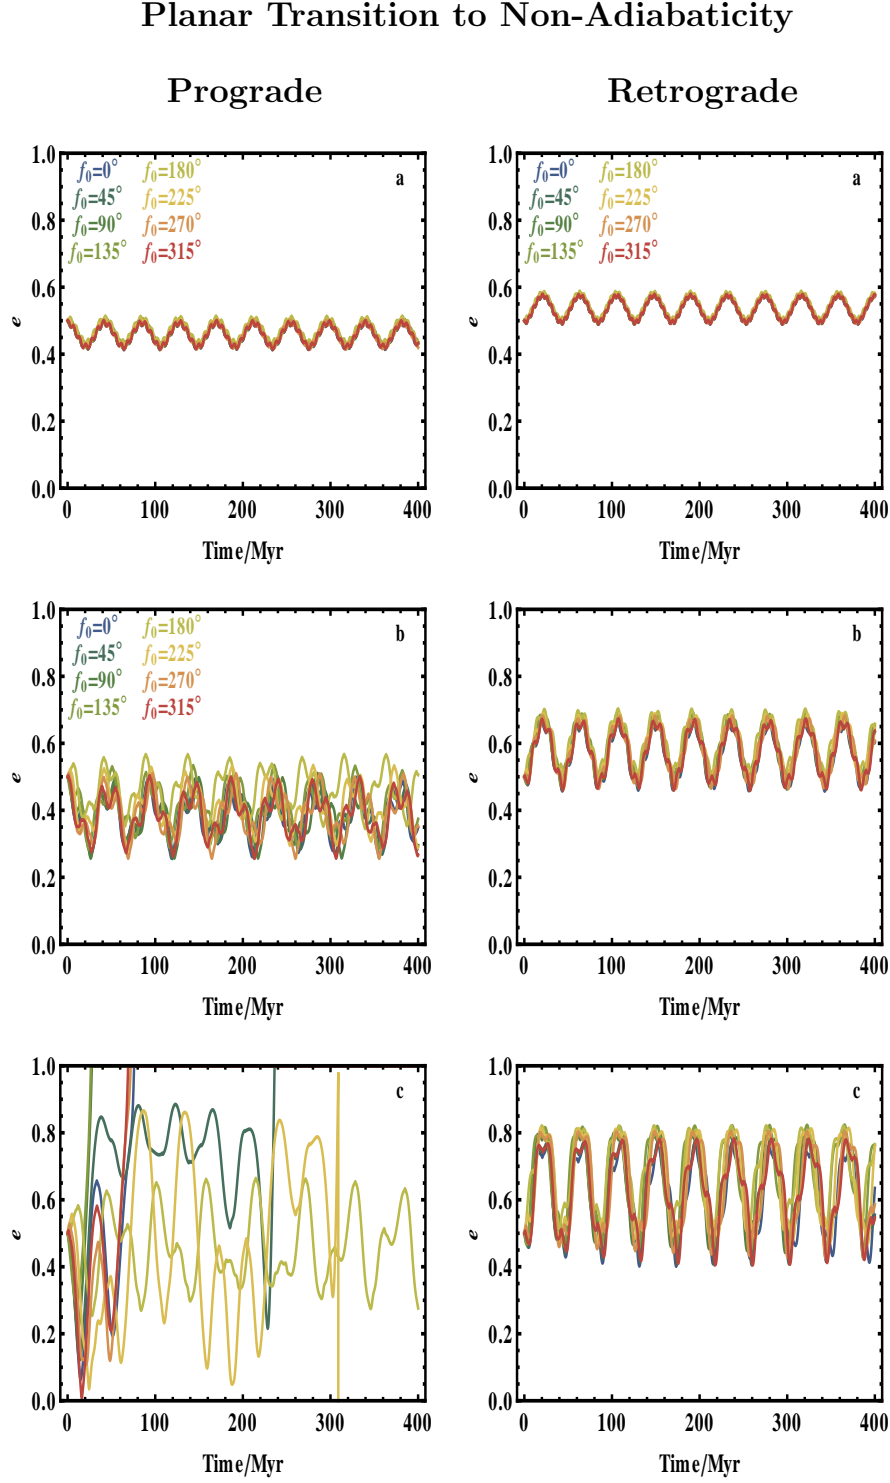 Planar Transition to Non-Adiabaticity
Prograde Retrograde
1.0 0.8 0.6 0.4 0.2 0.0
e
f0=0° f0=180°
f0=45° f0=225°
f0=90° f0=270°
f0=135° f0=315°
a
0 100 200 300 400
Time/Myr
1.0 0.8 0.6 0.4 0.2 0.0
e
f0=0° f0=180°
f0=45° f0=225°
f0=90° f0=270°
f0=135° f0=315°
a
0 100 200 300 400
Time/Myr
1.0 0.8 0.6 0.4 0.2 0.0
e
f0=0° f0=180°
f0=45° f0=225°
f0=90° f0=270°
f0=135° f0=315°
b
0 100 200 300 400
Time/Myr
1.0 0.8 0.6 0.4 0.2 0.0
e
b
0 100 200 300 400
Time/Myr
1.0 0.8 0.6 0.4 0.2 0.0
e
c
0 100 200 300 400
Time/Myr
1.0 0.8 0.6 0.4 0.2 0.0
e
c
0 100 200 300 400
Time/Myr